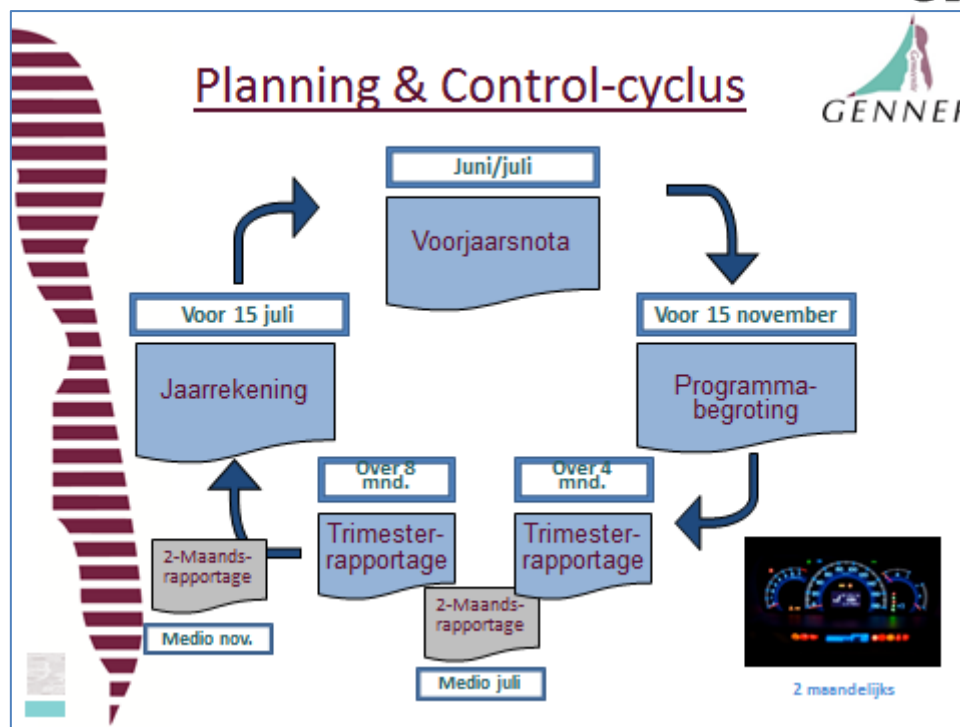 Planning & Control-cyclus
Gemeente
GENNEP
Juni/juli
Voorjaarsnota
Voor 15 juli
Jaarrekening
Voor 15 november
Programma-
begroting
Over 8
mnd.
Trimester-
rapportage
Over 4
mnd.
Trimester-
rapportage
2-Maands-
rapportage
Medio nov.
2-Maands-
rapportage
Medio juli
2 maandelijks